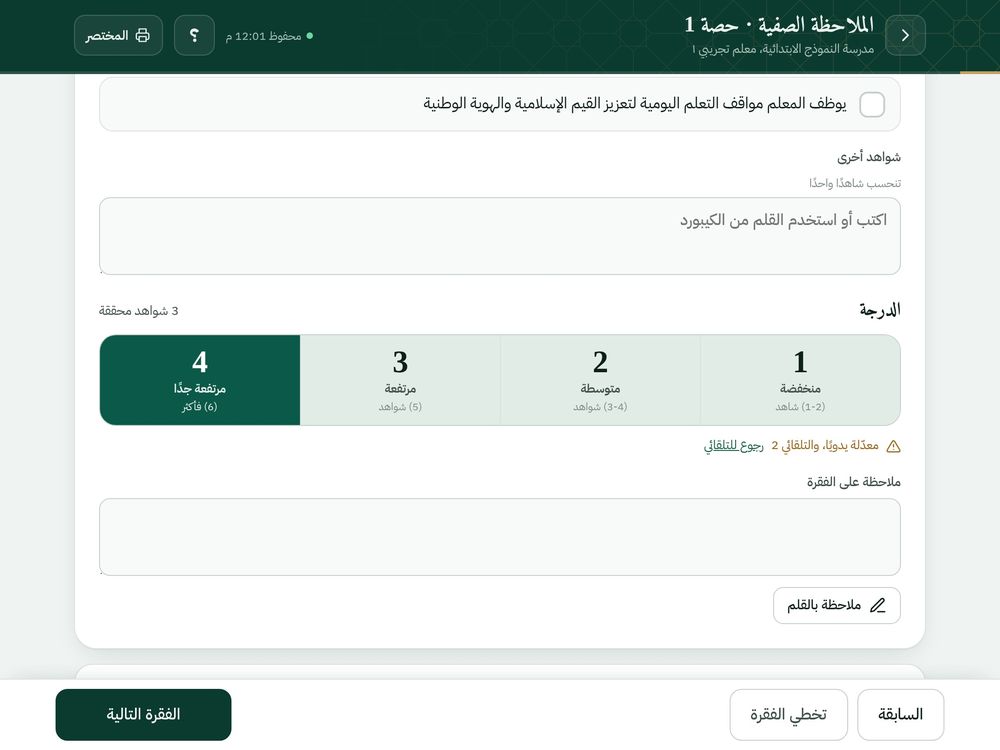 الملاحظة الصفية · حصة 1
مدرسة النموذج الابتدائية، معلم تجريبي ١
محفوظ 12:01 م
؟
المختصر
يوظف المعلم مواقف التعلم اليومية لتعزيز القيم الإسلامية والهوية الوطنية
شواهد أخرى
تنحسب شاهدًا واحدًا
اكتب أو استخدم القلم من الكيبورد
الدرجة
3 شواهد محققة
1
منخفضة
(1-2) شاهد
2
متوسطة
(3-4) شواهد
3
مرتفعة
(5) شواهد
4
مرتفعة جدًا
(6) فأكثر
معدّلة يدويًا، والتلقائي 2 رجوع للتلقائي
ملاحظة على الفقرة
ملاحظة بالقلم
السابقة
تخطي الفقرة
الفقرة التالية